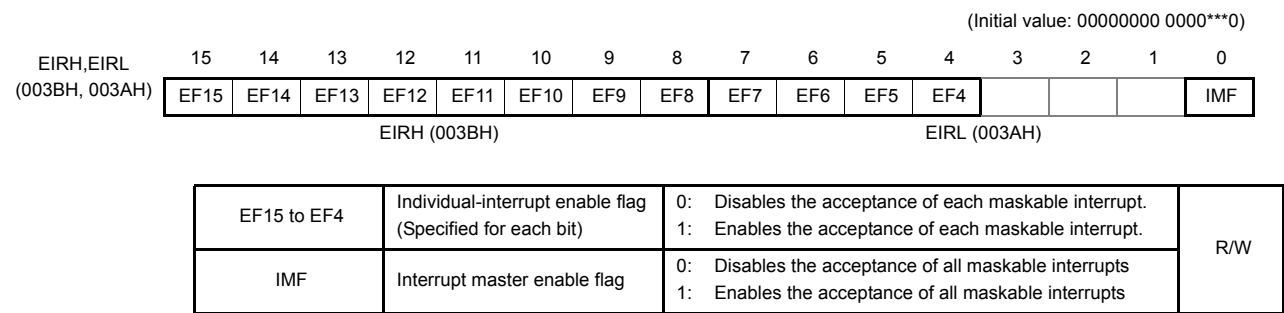 (Initial value: 00000000 0000***0)
EIRH,EIRL
(003BH, 003AH)
15 14 13 12 11 10 9 8 7 6 5 4 3 2 1 0
EF15 EF14 EF13 EF12 EF11 EF10 EF9 EF8 EF7 EF6 EF5 EF4 IMF
EIRH (003BH) EIRL (003AH)
EF15 to EF4
Individual-interrupt enable flag
(Specified for each bit)
0: Disables the acceptance of each maskable interrupt.
1: Enables the acceptance of each maskable interrupt.
R/W
IMF
Interrupt master enable flag
0: Disables the acceptance of all maskable interrupts
1: Enables the acceptance of all maskable interrupts